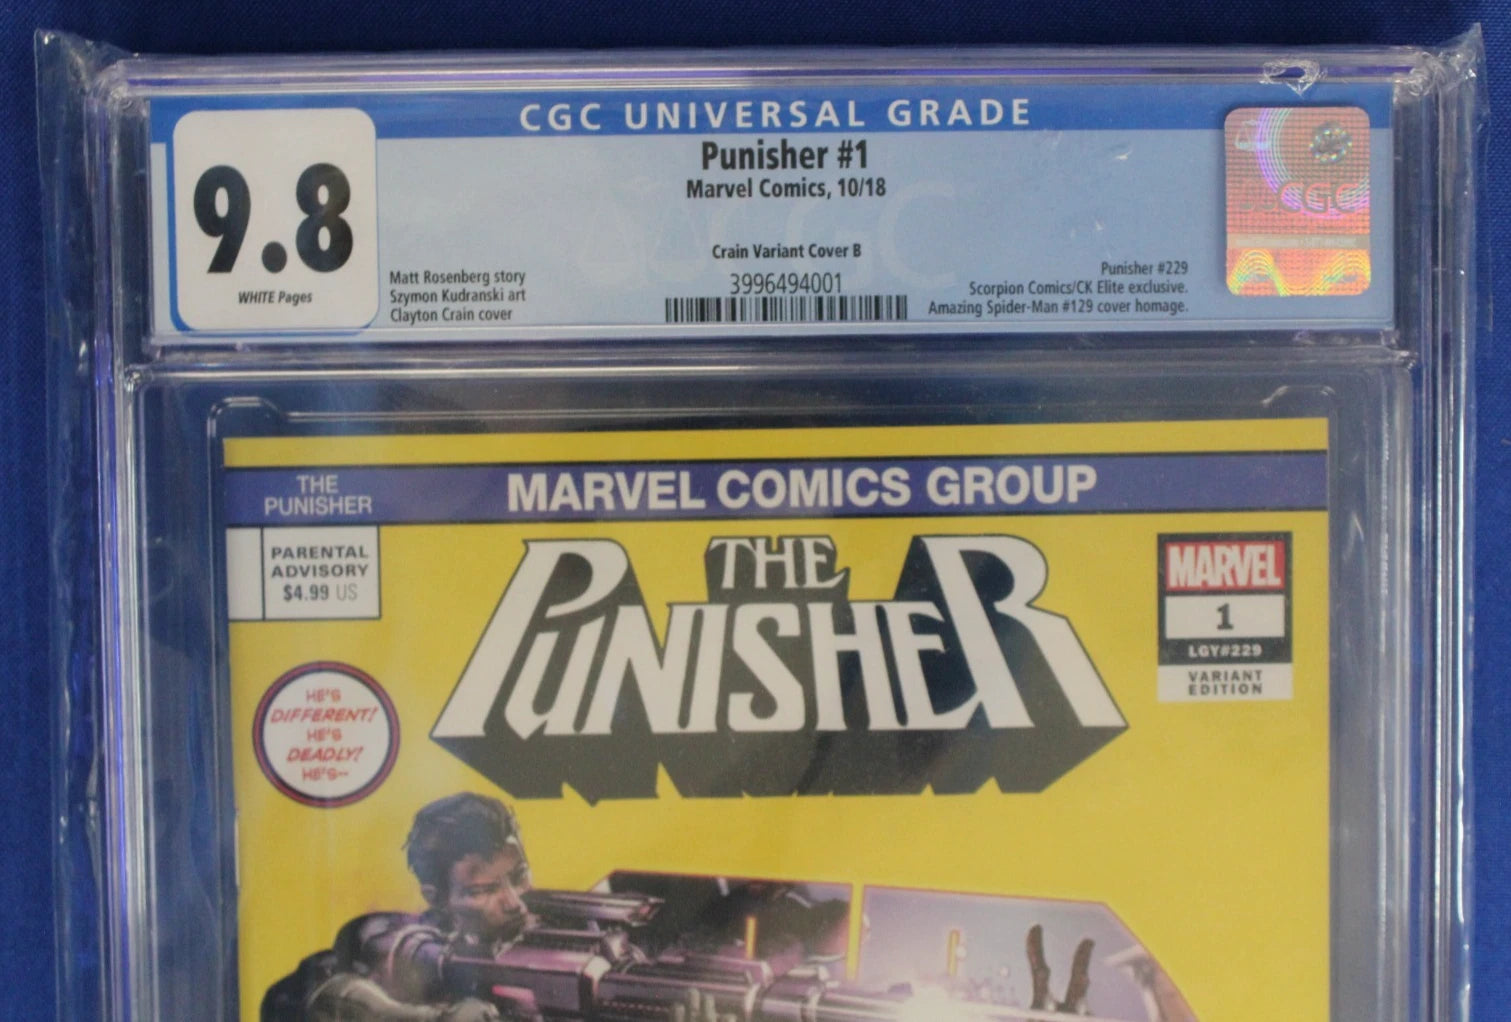 CGC UNIVERSAL GRADE
9.8
WHITE Pages
Punisher #1
Marvel Comics, 10/18
Crain Variant Cover B
3996494001
Matt Rosenberg story
Szymon Kudranski art
Clayton Crain cover
Punisher #229
Scorpion Comics/CK Elite exclusive.
Amazing Spider-Man #129 cover homage.
CGC
CGC
THE
PUNISHER
MARVEL COMICS GROUP
PARENTAL
ADVISORY
$4.99 US
THE
PUNISHER
MARVEL
1
LGY#229
VARIANT
EDITION
HE'S
DIFFERENT!
HE'S
DEADLY!
HE'S--